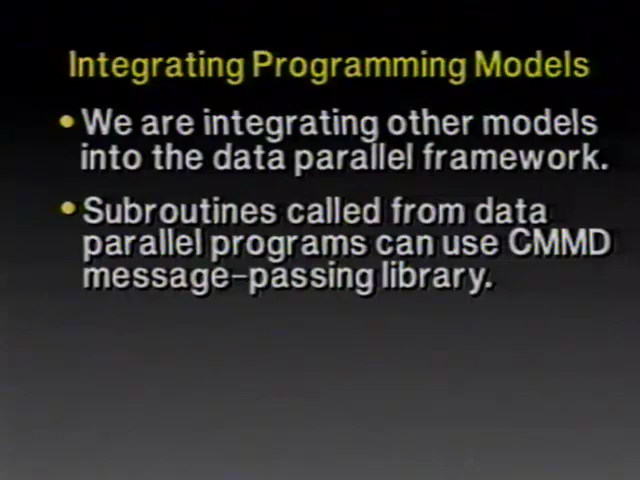 Integrating Programming Models
• We are integrating other models
into the data parallel framework.
• Subroutines called from data
parallel programs can use CMMD
message-passing library.